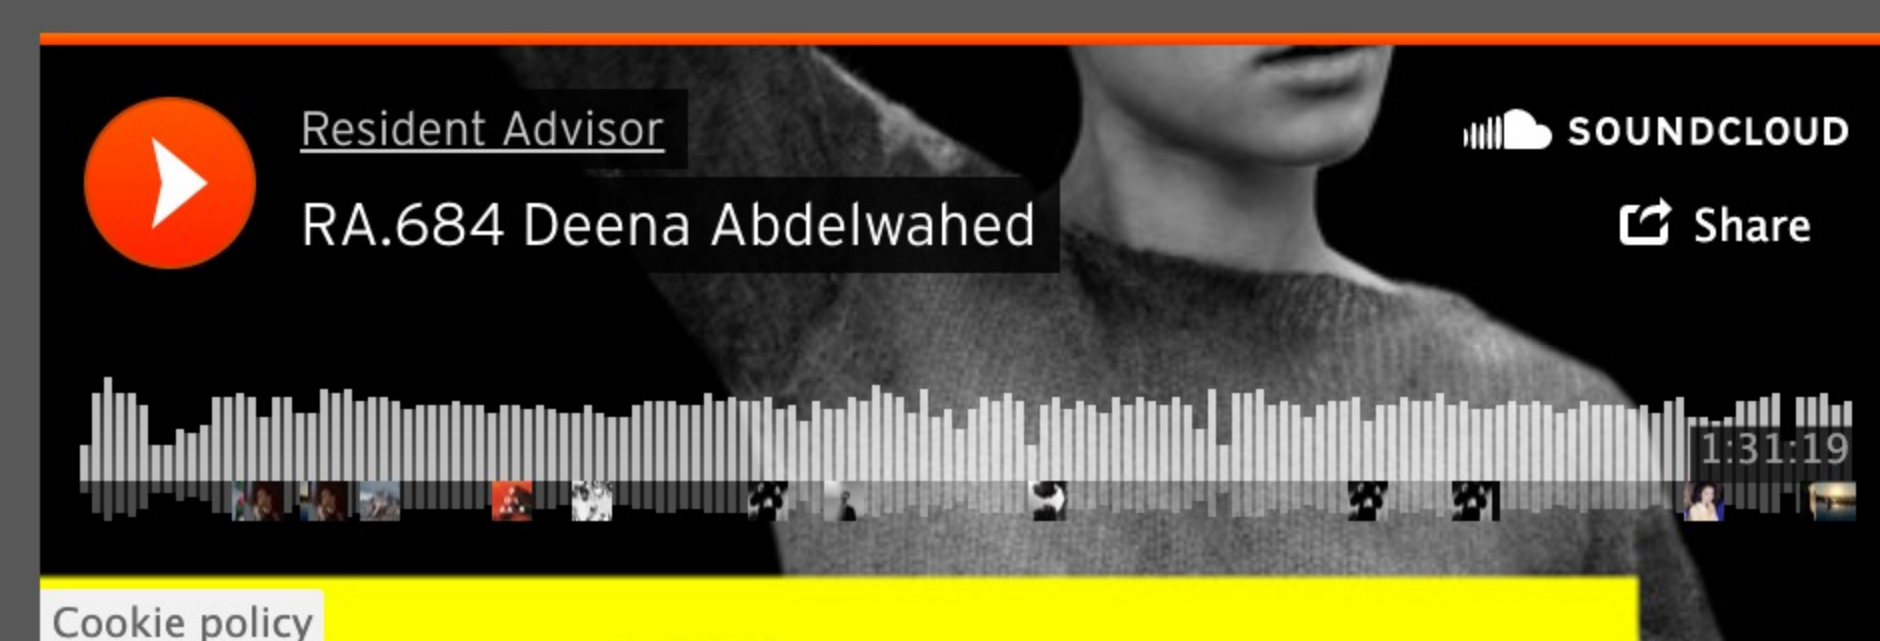 Resident Advisor
SOUNDCLOUD
RA.684 Deena Abdelwahed
Share
1:31:19
Cookie policy